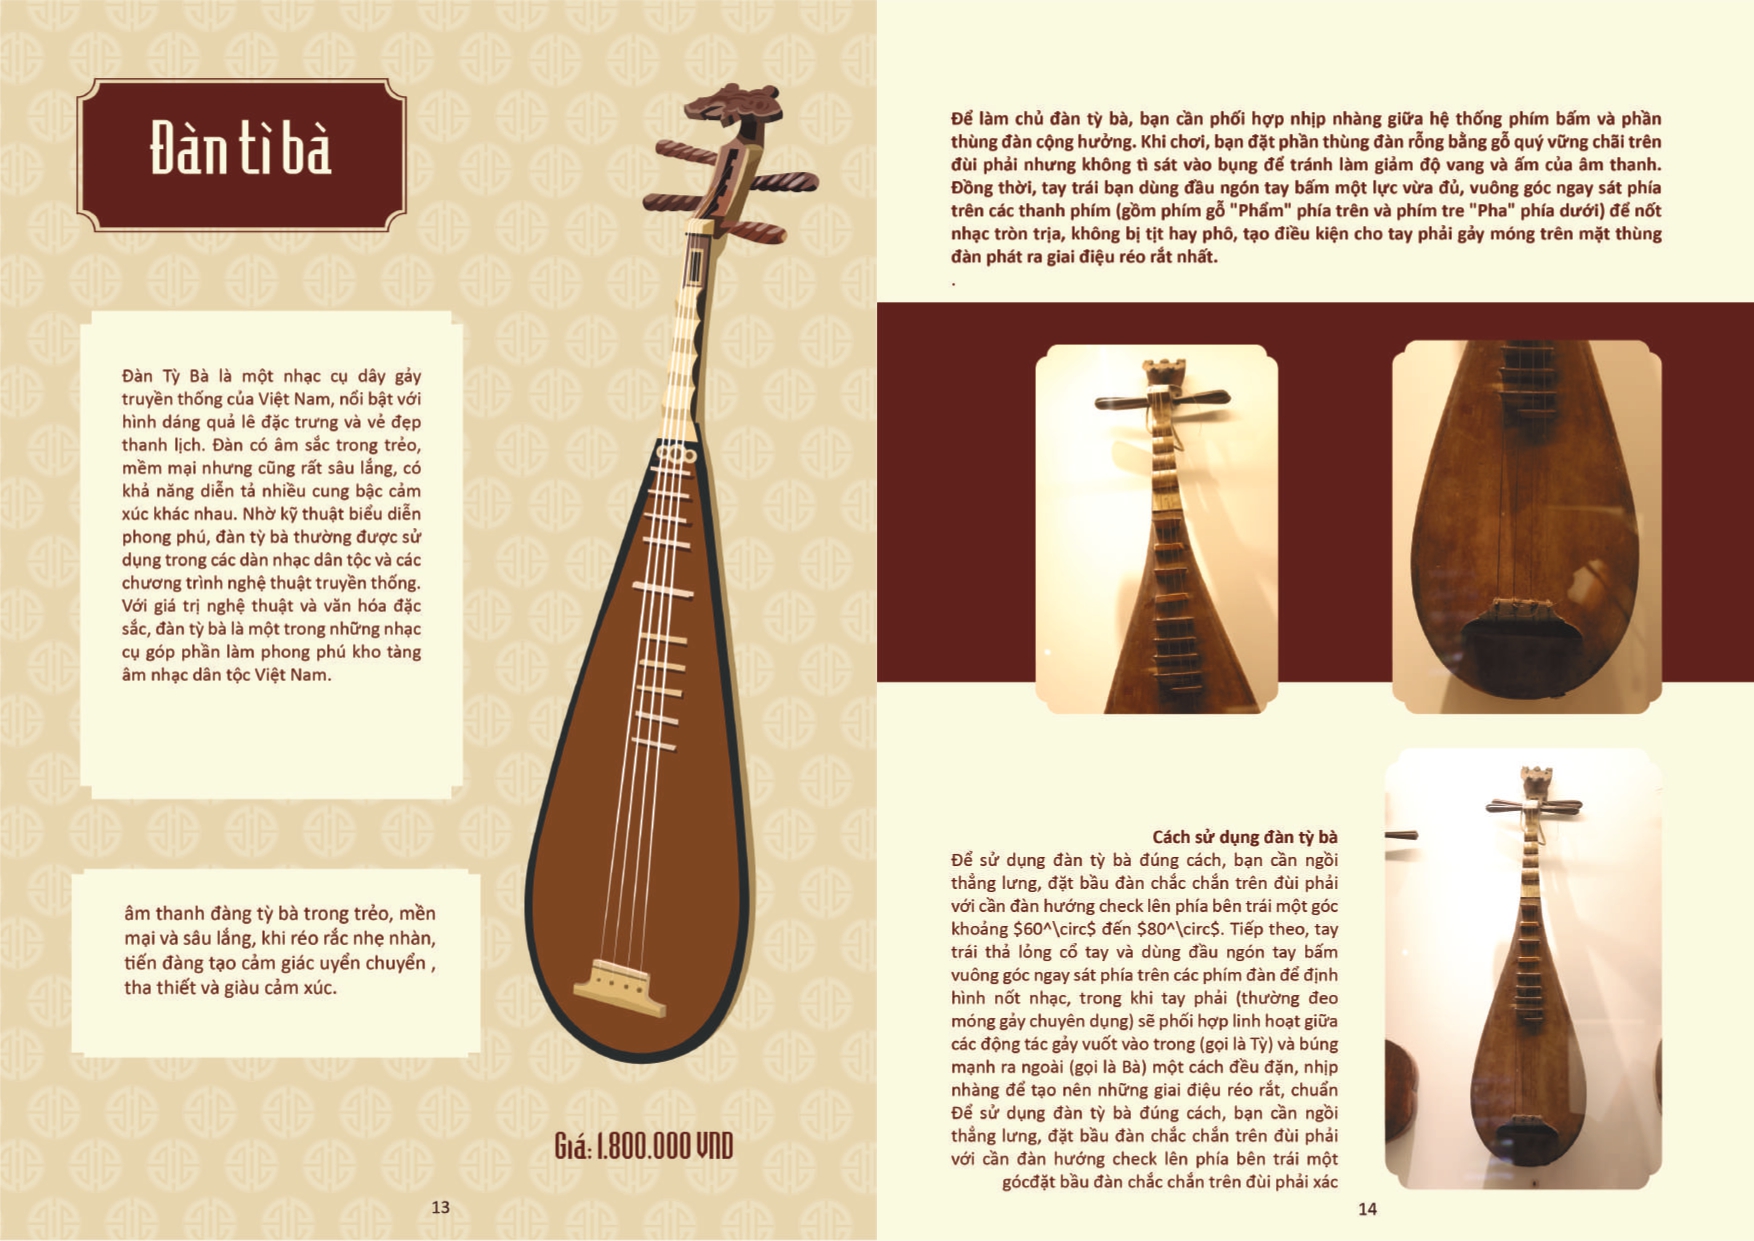 Đàn tì bà
Đàn Tỳ Bà là một nhạc cụ dây gảy
truyền thống của Việt Nam, nổi bật với
hình dáng quả lê đặc trưng và vẻ đẹp
thanh lịch. Đàn có âm sắc trong trẻo,
mềm mại nhưng cũng rất sâu lắng, có
khả năng diễn tả nhiều cung bậc cảm
xúc khác nhau. Nhờ kỹ thuật biểu diễn
phong phú, đàn tỳ bà thường được sử
dụng trong các dàn nhạc dân tộc và các
chương trình nghệ thuật truyền thống.
Với giá trị nghệ thuật và văn hóa đặc
sắc, đàn tỳ bà là một trong những nhạc
cụ góp phần làm phong phú kho tàng
âm nhạc dân tộc Việt Nam.
âm thanh đàng tỳ bà trong trẻo, mền
mại và sâu lắng, khi réo rắc nhẹ nhàn,
tiến đàng tạo cảm giác uyển chuyển ,
tha thiết và giàu cảm xúc.
Giá: 1.800.000 VND
13
Để làm chủ đàn tỳ bà, bạn cần phối hợp nhịp nhàng giữa hệ thống phím bấm và phần
thùng đàn cộng hưởng. Khi chơi, bạn đặt phần thùng đàn rỗng bằng gỗ quý vững chãi trên
đùi phải nhưng không tì sát vào bụng để tránh làm giảm độ vang và ấm của âm thanh.
Đồng thời, tay trái bạn dùng đầu ngón tay bấm một lực vừa đủ, vuông góc ngay sát phía
trên các thanh phím (gồm phím gỗ "Phẩm" phía trên và phím tre "Pha" phía dưới) để nốt
nhạc tròn trịa, không bị tịt hay phô, tạo điều kiện cho tay phải gảy móng trên mặt thùng
đàn phát ra giai điệu réo rắt nhất.
.
Cách sử dụng đàn tỳ bà
Để sử dụng đàn tỳ bà đúng cách, bạn cần ngồi
thẳng lưng, đặt bầu đàn chắc chắn trên đùi phải
với cần đàn hướng check lên phía bên trái một góc
khoảng $60^\circ$ đến $80^\circ$. Tiếp theo, tay
trái thả lỏng cổ tay và dùng đầu ngón tay bấm
vuông góc ngay sát phía trên các phím đàn để định
hình nốt nhạc, trong khi tay phải (thường đeo
móng gảy chuyên dụng) sẽ phối hợp linh hoạt giữa
các động tác gảy vuốt vào trong (gọi là Tỳ) và búng
mạnh ra ngoài (gọi là Bà) một cách đều đặn, nhịp
nhàng để tạo nên những giai điệu réo rắt, chuẩn
Để sử dụng đàn tỳ bà đúng cách, bạn cần ngồi
thẳng lưng, đặt bầu đàn chắc chắn trên đùi phải
với cần đàn hướng check lên phía bên trái một
gócđặt bầu đàn chắc chắn trên đùi phải xác
14